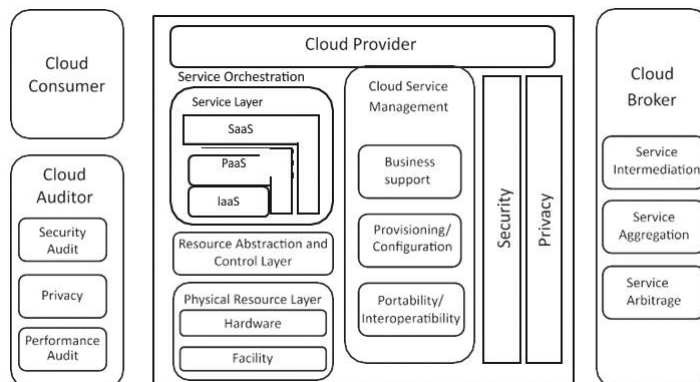 Cloud
Consumer
Cloud
Auditor
Security
Audit
Privacy
Performance
Audit
Cloud Provider
Service Orchestration
Service Layer
SaaS
PaaS
IaaS
Resource Abstraction and
Control Layer
Physical Resource Layer
Hardware
Facility
Cloud Service
Management
Business
support
Provisioning/
Configuration
Portability/
Interoperatibility
Security
Privacy
Cloud
Broker
Service
Intermediation
Service
Aggregation
Service
Arbitrage